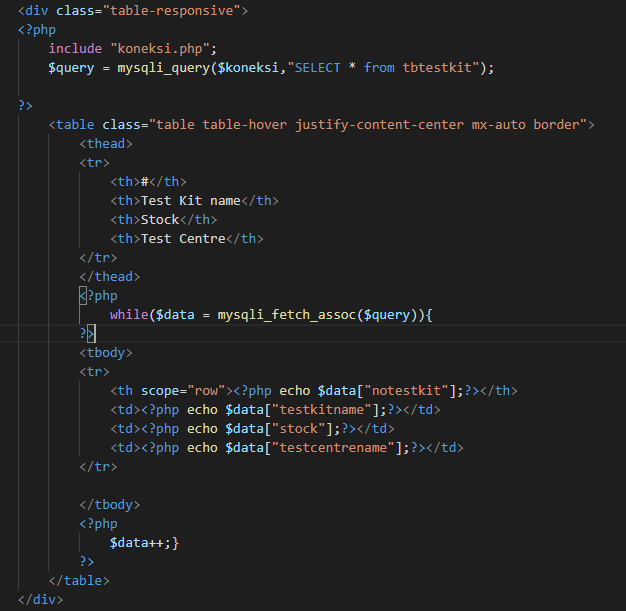 <div class="table-responsive">
<?php
include "koneksi.php";
$query = mysqli_query($koneksi,"SELECT * from tbtestkit");
?>
<table class="table table-hover justify-content-center mx-auto border">
<thead>
<tr>
<th>#</th>
<th>Test Kit name</th>
<th>Stock</th>
<th>Test Centre</th>
</tr>
</thead>
<?php
while($data = mysqli_fetch_assoc($query)){
?>
<tbody>
<tr>
<th scope="row"><?php echo $data["notestkit"];?></th>
<td><?php echo $data["testkitname"];?></td>
<td><?php echo $data["stock"];?></td>
<td><?php echo $data["testcentrename"];?></td>
</tr>
</tbody>
<?php
$data++;}
?>
</table>
</div>